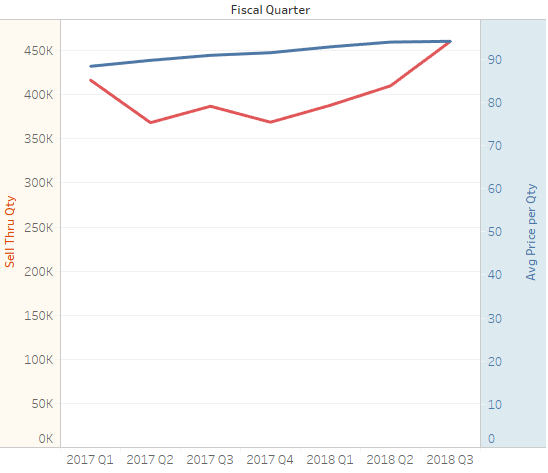 Fiscal Quarter
Sell Thru Qty
450K
400K
350K
300K
250K
200K
150K
100K
50K
0K
90
80
70
60
50
40
30
20
10
0
Avg Price per Qty
2017 Q1 2017 Q2 2017 Q3 2017 Q4 2018 Q1 2018 Q2 2018 Q3